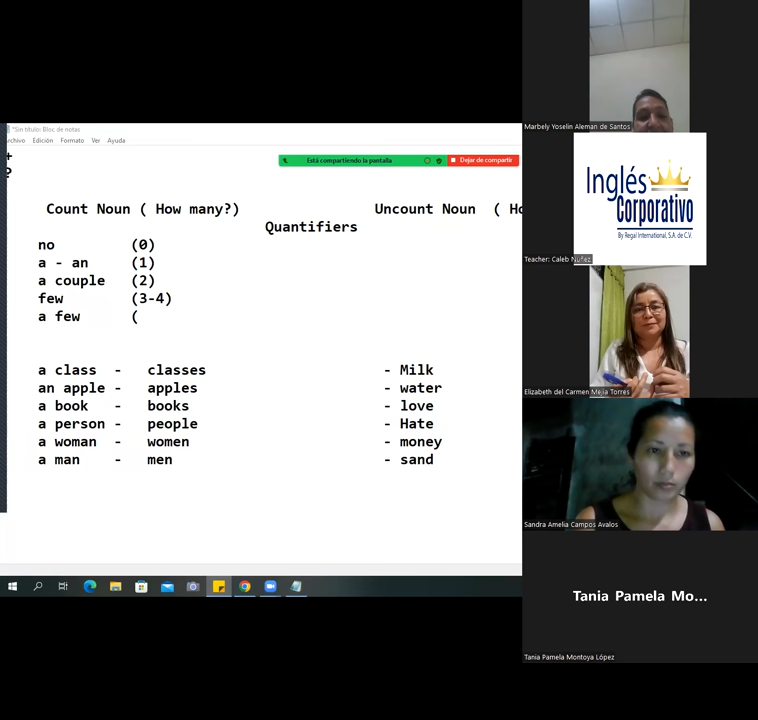 *Sin título: Bloc de notas
Archivo Edición Formato Ver Ayuda
+
?
Está compartiendo la pantalla
Dejar de compartir
Count Noun ( How many?)
Uncount Noun ( Ho
Quantifiers
no (0)
a - an (1)
a couple (2)
few (3-4)
a few (
a class - classes - Milk
an apple - apples - water
a book - books - love
a person - people - Hate
a woman - women - money
a man - men - sand
Marbely Yoselin Aleman de Santos
Inglés
Corporativo
By Regal International, S.A. de C.V.
Teacher: Caleb Nuñez
Elizabeth del Carmen Mejia Torres
Sandra Amelia Campos Avalos
Tania Pamela Mo...
Tania Pamela Montoya López